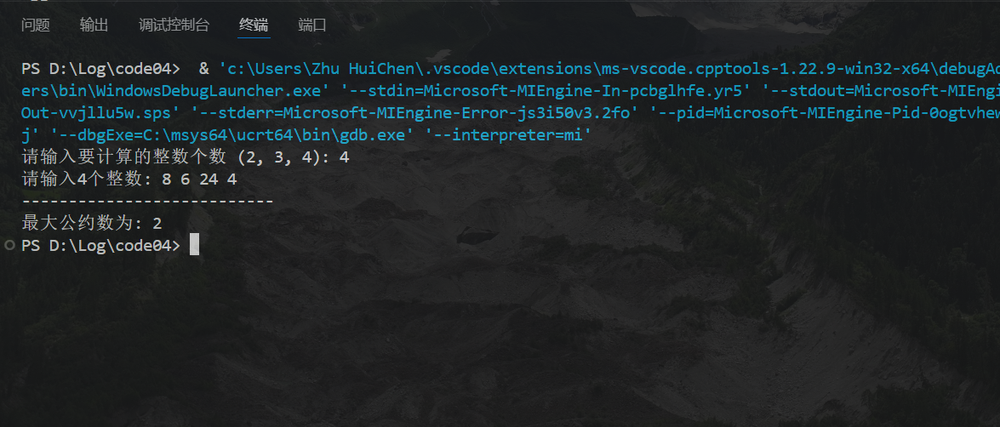 问题 输出 调试控制台 终端 端口
PS D:\Log\code04>  & 'c:\Users\Zhu HuiChen\.vscode\extensions\ms-vscode.cpptools-1.22.9-win32-x64\debugAd
ers\bin\WindowsDebugLauncher.exe' '--stdin=Microsoft-MIEngine-In-pcbglhfe.yr5' '--stdout=Microsoft-MIEngi
Out-vvjllu5w.sps' '--stderr=Microsoft-MIEngine-Error-js3i50v3.2fo' '--pid=Microsoft-MIEngine-Pid-0ogtvhew
j' '--dbgExe=C:\msys64\ucrt64\bin\gdb.exe' '--interpreter=mi'
请输入要计算的整数个数 (2, 3, 4): 4
请输入4个整数: 8 6 24 4
---------------------------
最大公约数为: 2
PS D:\Log\code04>